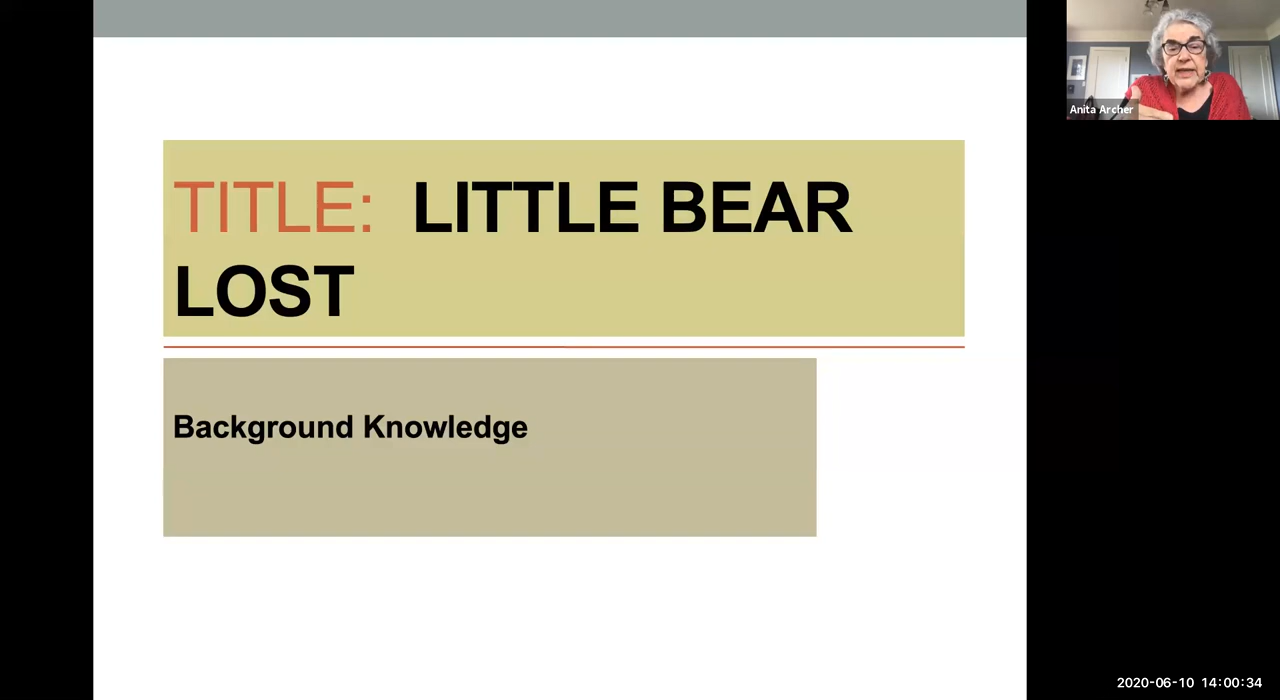 TITLE: LITTLE BEAR
LOST
Background Knowledge
Anita Archer
2020-06-10 14:00:34